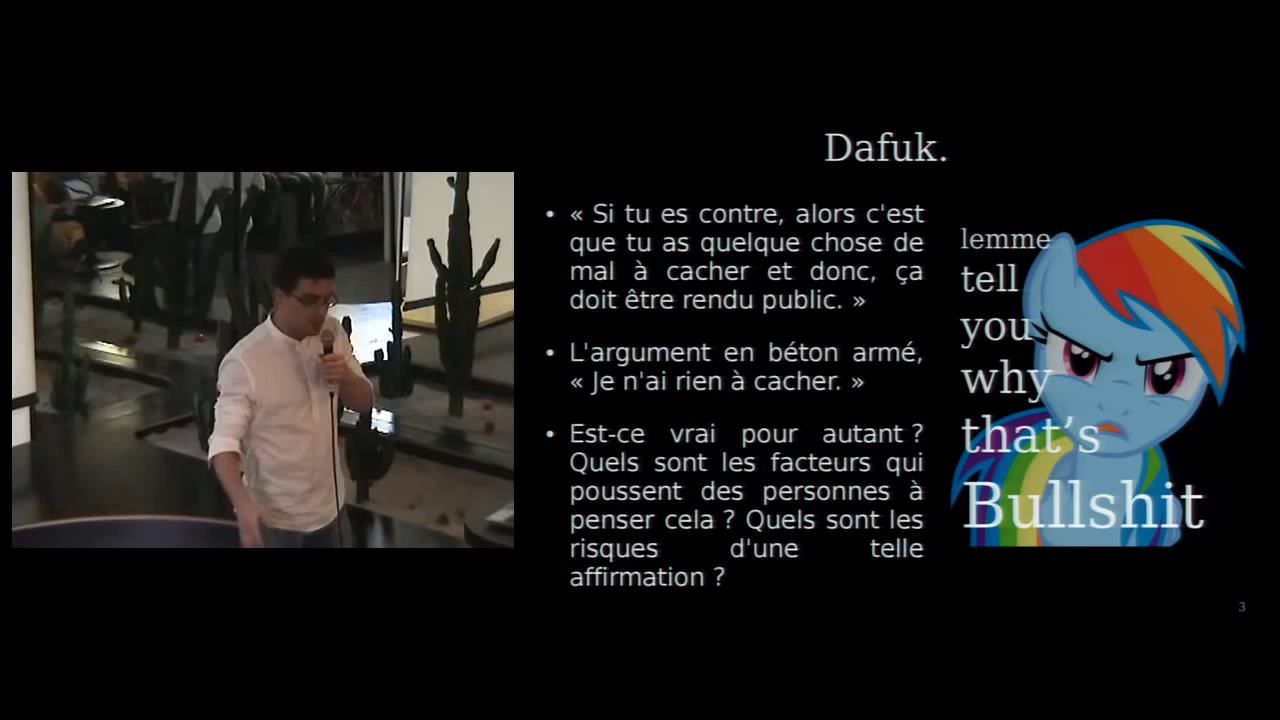 Dafuk.
• « Si tu es contre, alors c'est
que tu as quelque chose de
mal à cacher et donc, ça
doit être rendu public. »
• L'argument en béton armé,
« Je n'ai rien à cacher. »
• Est-ce vrai pour autant ?
Quels sont les facteurs qui
poussent des personnes à
penser cela ? Quels sont les
risques d'une telle
affirmation ?
lemme
tell
you
why
that’s
Bullshit
3